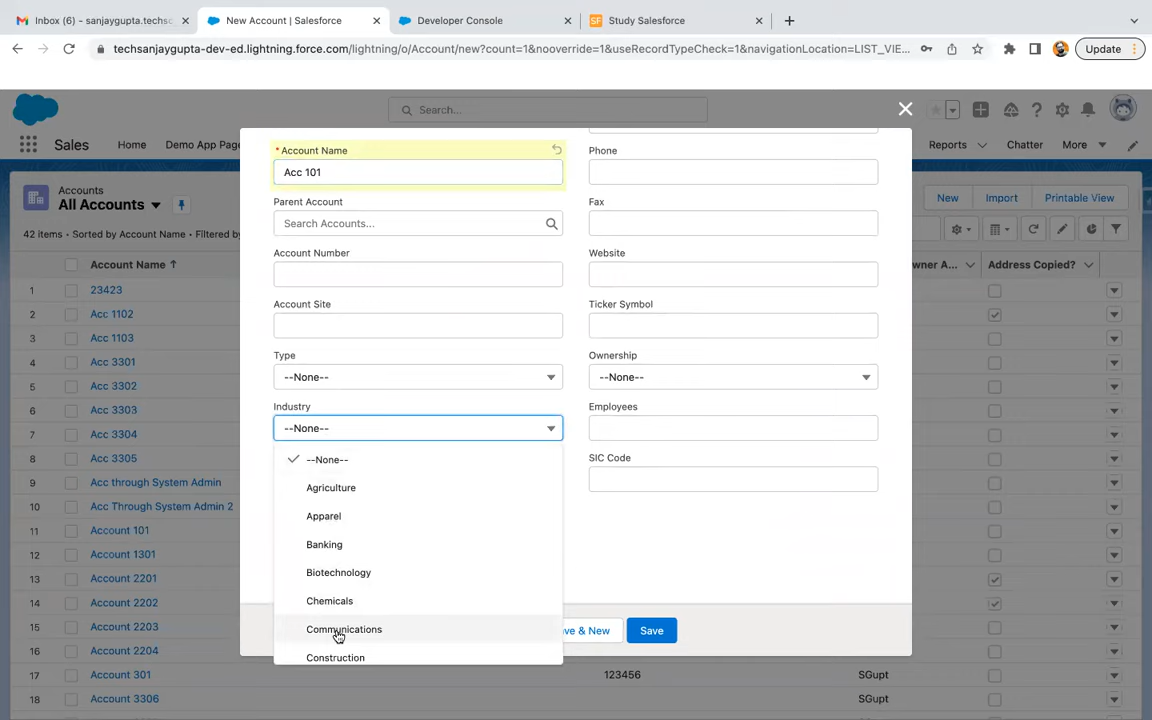 Inbox (6) - sanjaygupta.techsc
New Account | Salesforce
Developer Console
SF
Study Salesforce
techsanjaygupta-dev-ed.lightning.force.com/lightning/o/Account/new?count=1&nooverride=1&useRecordTypeCheck=1&navigationLocation=LIST_VIE...
Update
Search...
Sales
Home
Demo App Page
Reports
Chatter
More
Accounts
All Accounts
New
Import
Printable View
42 items • Sorted by Account Name • Filtered by
Account Name
Owner A...
Address Copied?
1 23423
2 Acc 1102
3 Acc 1103
4 Acc 3301
5 Acc 3302
6 Acc 3303
7 Acc 3304
8 Acc 3305
9 Acc through System Admin
10 Acc Through System Admin 2
11 Account 101
12 Account 1301
13 Account 2201
14 Account 2202
15 Account 2203
16 Account 2204
17 Account 301 123456 SGupt
18 Account 3306 SGupt
* Account Name
Acc 101
Phone
Parent Account
Search Accounts...
Fax
Account Number
Website
Account Site
Ticker Symbol
Type
--None--
Ownership
--None--
Industry
--None--
Employees
SIC Code
--None--
Agriculture
Apparel
Banking
Biotechnology
Chemicals
Communications
Construction
ve & New
Save